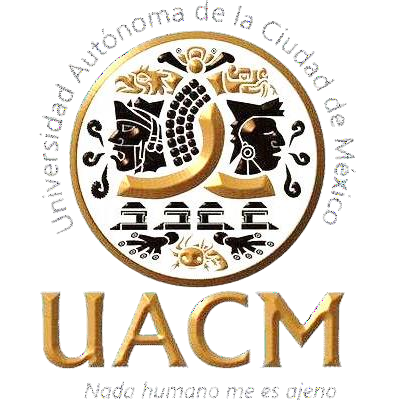 Universidad Autónoma de la Ciudad de México
UACM
Nada humano me es ajeno